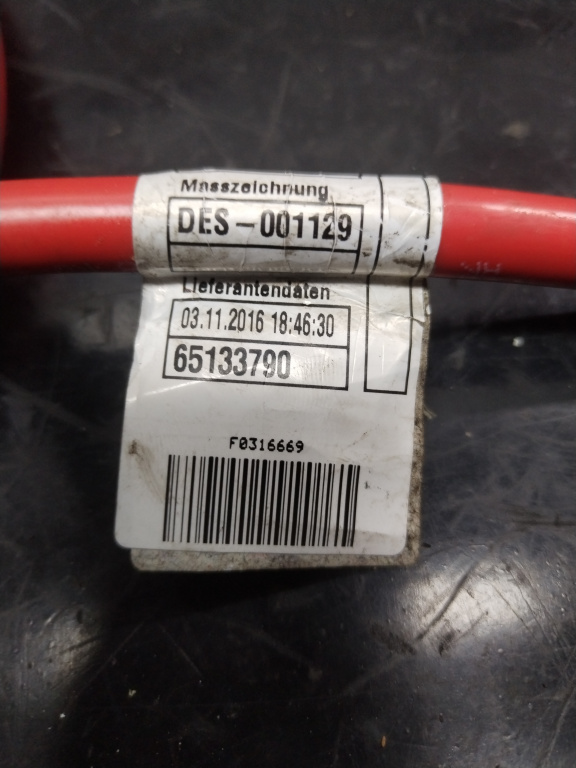 Masszeichnung
DES-001129
Lieferantendaten
03.11.2016 18:46:30
65133790
F0316669